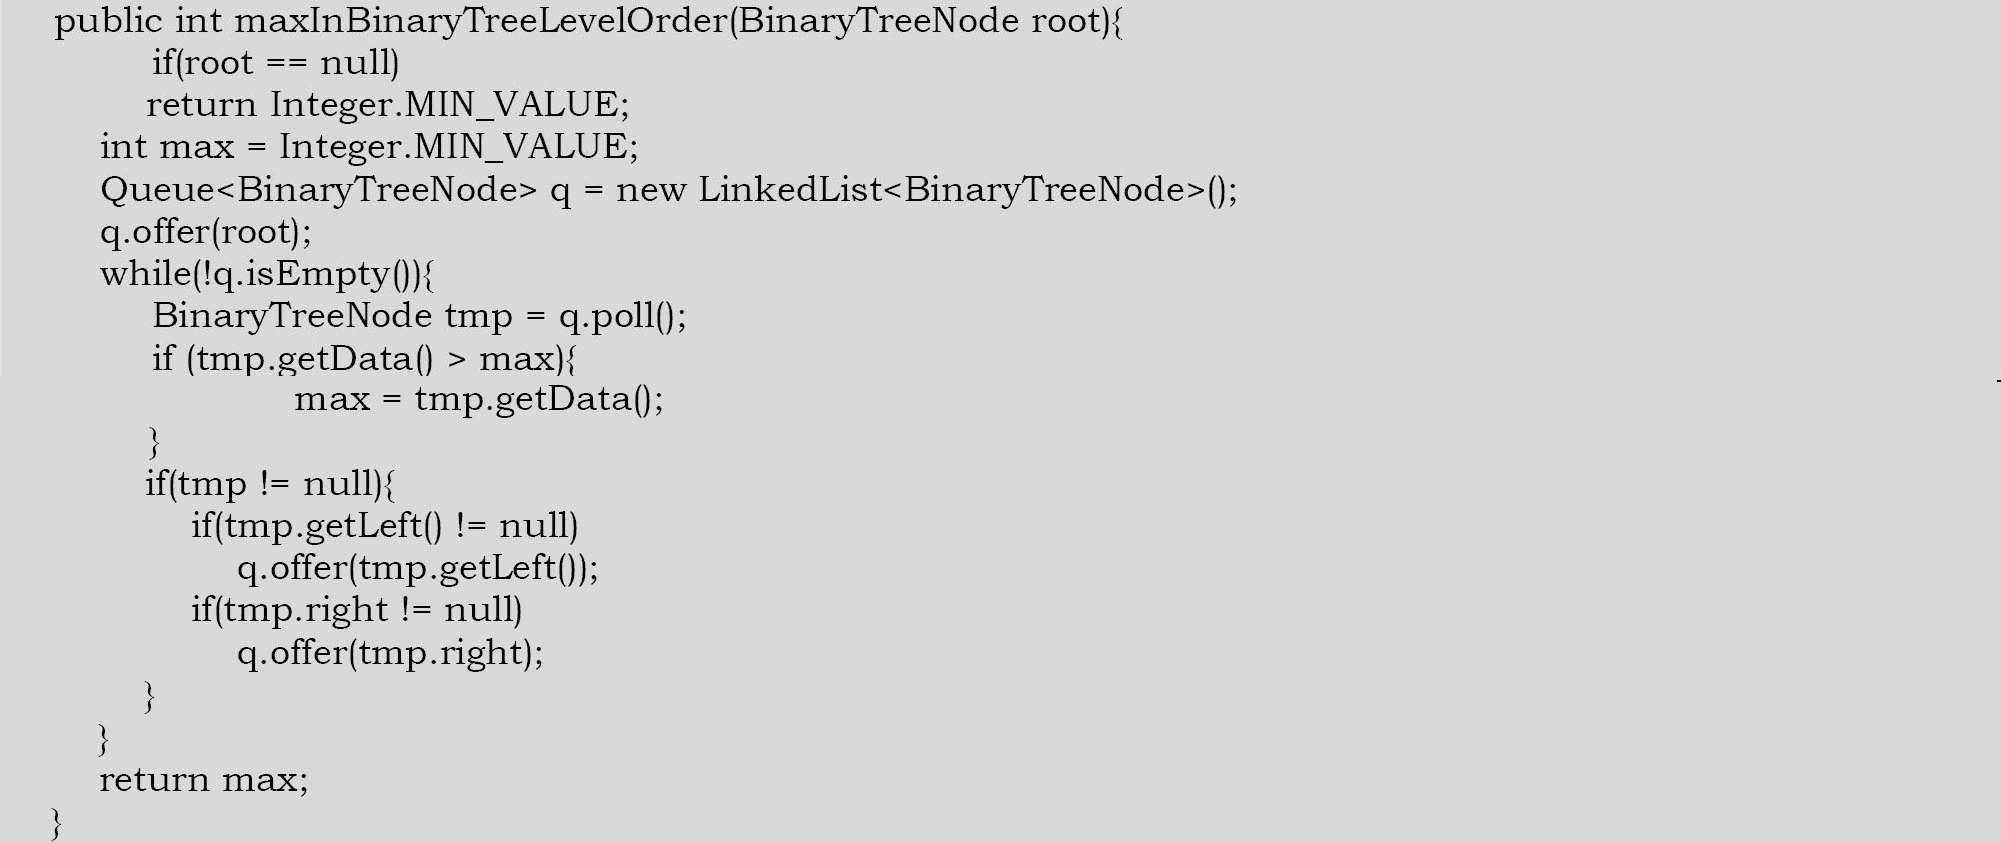 public int maxInBinaryTreeLevelOrder(BinaryTreeNode root){
if(root == null)
return Integer.MIN_VALUE;
int max = Integer.MIN_VALUE;
Queue<BinaryTreeNode> q = new LinkedList<BinaryTreeNode>();
q.offer(root);
while(!q.isEmpty()){
BinaryTreeNode tmp = q.poll();
if (tmp.getData() > max){
max = tmp.getData();
}
if(tmp != null){
if(tmp.getLeft() != null)
q.offer(tmp.getLeft());
if(tmp.right != null)
q.offer(tmp.right);
}
}
return max;
}